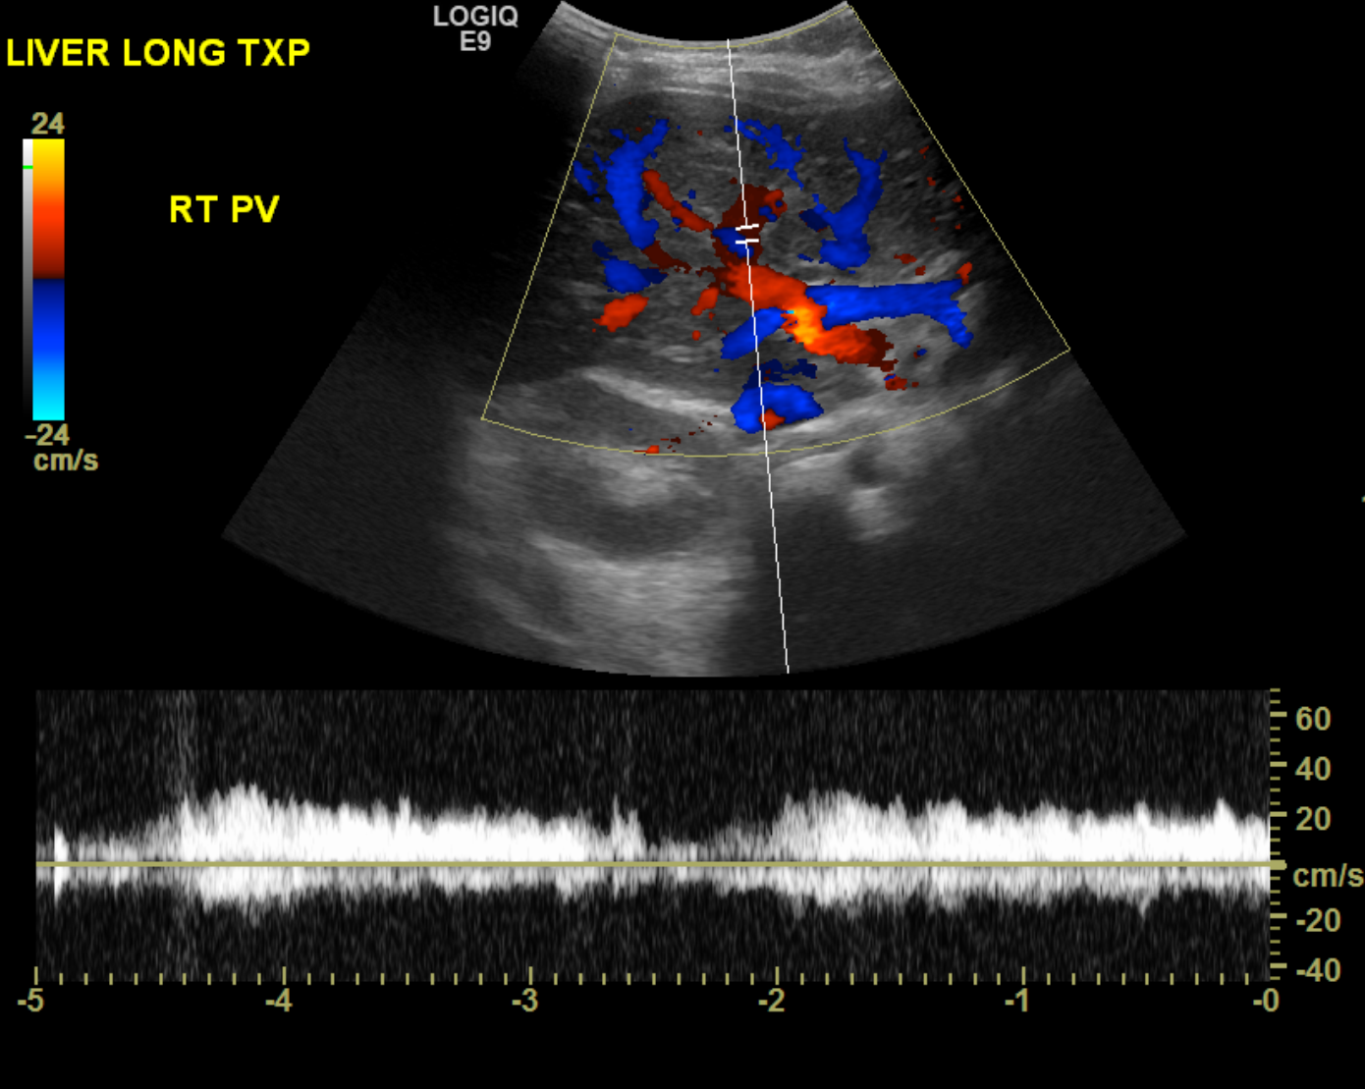 LOGIQ
E9
LIVER LONG TXP
24
RT PV
-24
cm/s
60
40
20
cm/s
-20
-40
-5 -4 -3 -2 -1 -0